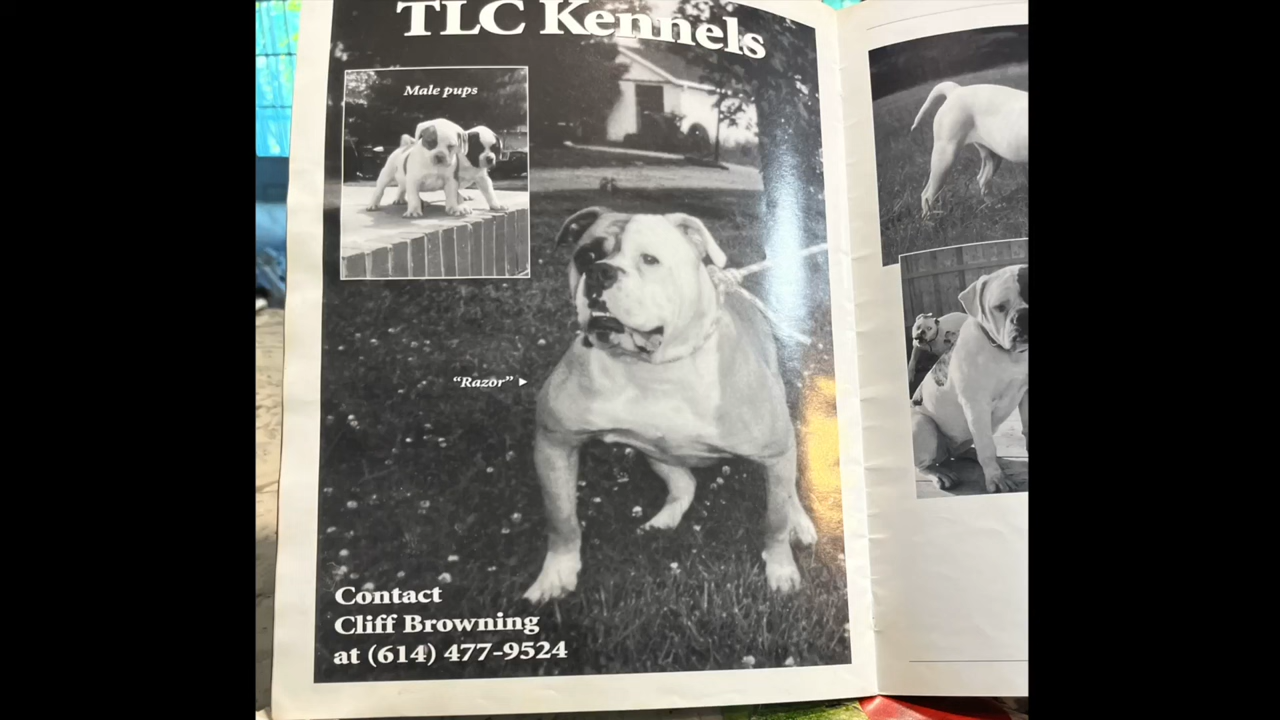 TLC Kennels
Male pups
“Razor” ►
Contact
Cliff Browning
at (614) 477-9524